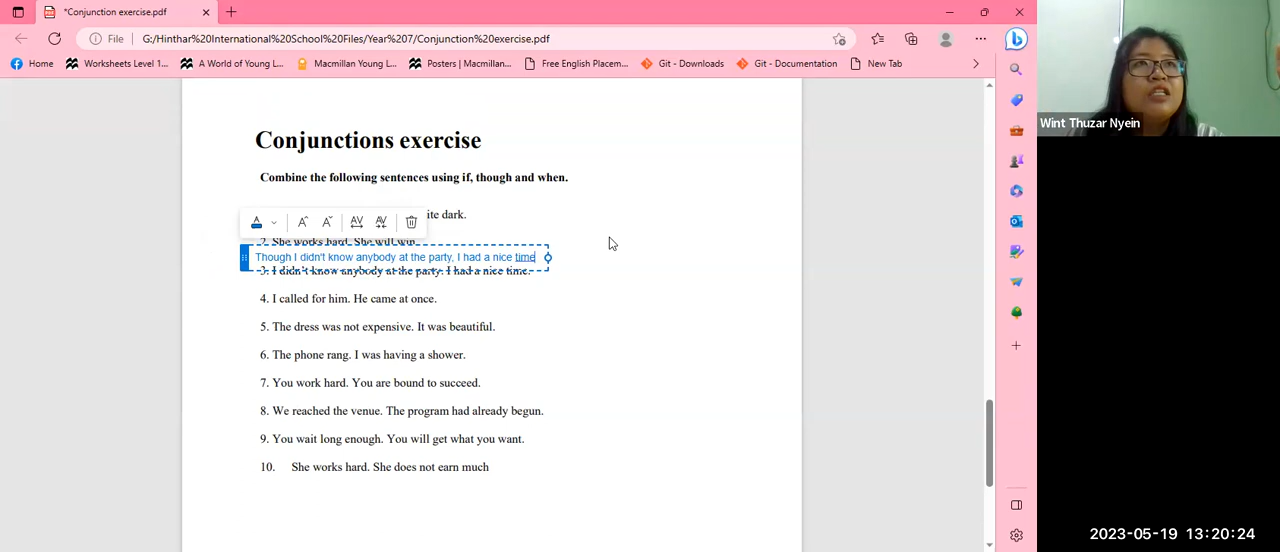 *Conjunction exercise.pdf
File G:/Hinthar%20International%20School%20Files/Year%207/Conjunction%20exercise.pdf
Home Worksheets Level 1... A World of Young L... Macmillan Young L... Posters | Macmillan... Free English Placem... Git - Downloads Git - Documentation New Tab
Wint Thuzar Nyein
Conjunctions exercise
Combine the following sentences using if, though and when.
ite dark.
2. She works hard. She will win.
Though I didn't know anybody at the party, I had a nice time
3. I didn't know anybody at the party. I had a nice time.
4. I called for him. He came at once.
5. The dress was not expensive. It was beautiful.
6. The phone rang. I was having a shower.
7. You work hard. You are bound to succeed.
8. We reached the venue. The program had already begun.
9. You wait long enough. You will get what you want.
10. She works hard. She does not earn much
2023-05-19 13:20:24